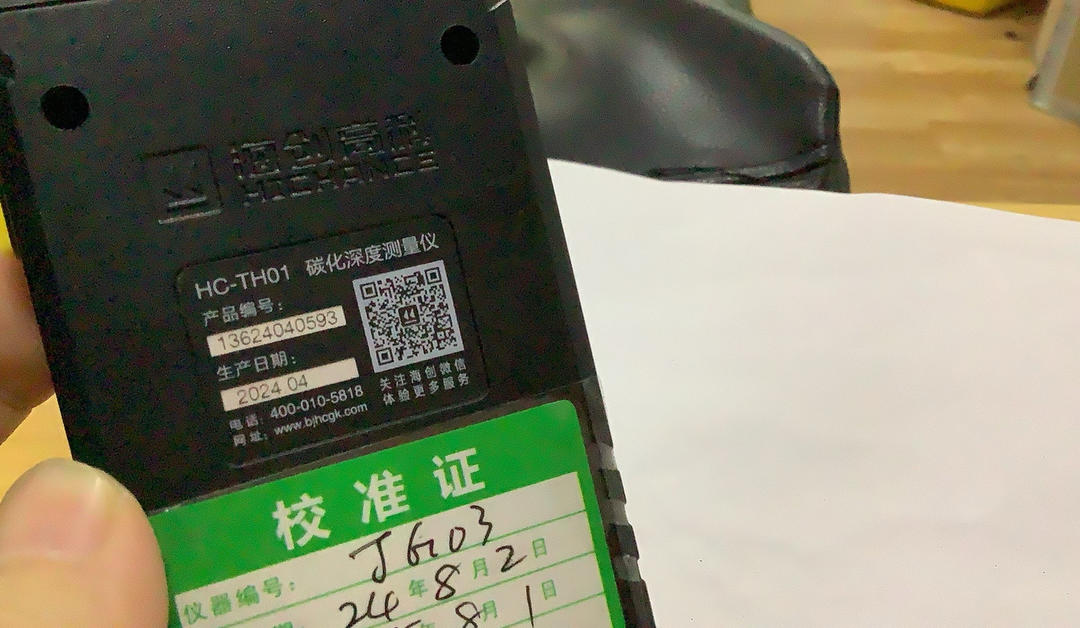 海创高科
HICHANCE
HC-TH01 碳化深度测量仪
产品编号：
13624040593
生产日期：
2024 04
电话：400-010-5818
网址：www.bjhcgk.com
关注海创微信
体验更多服务
校准证
仪器编号：JG03
24年8月2日
8月1日